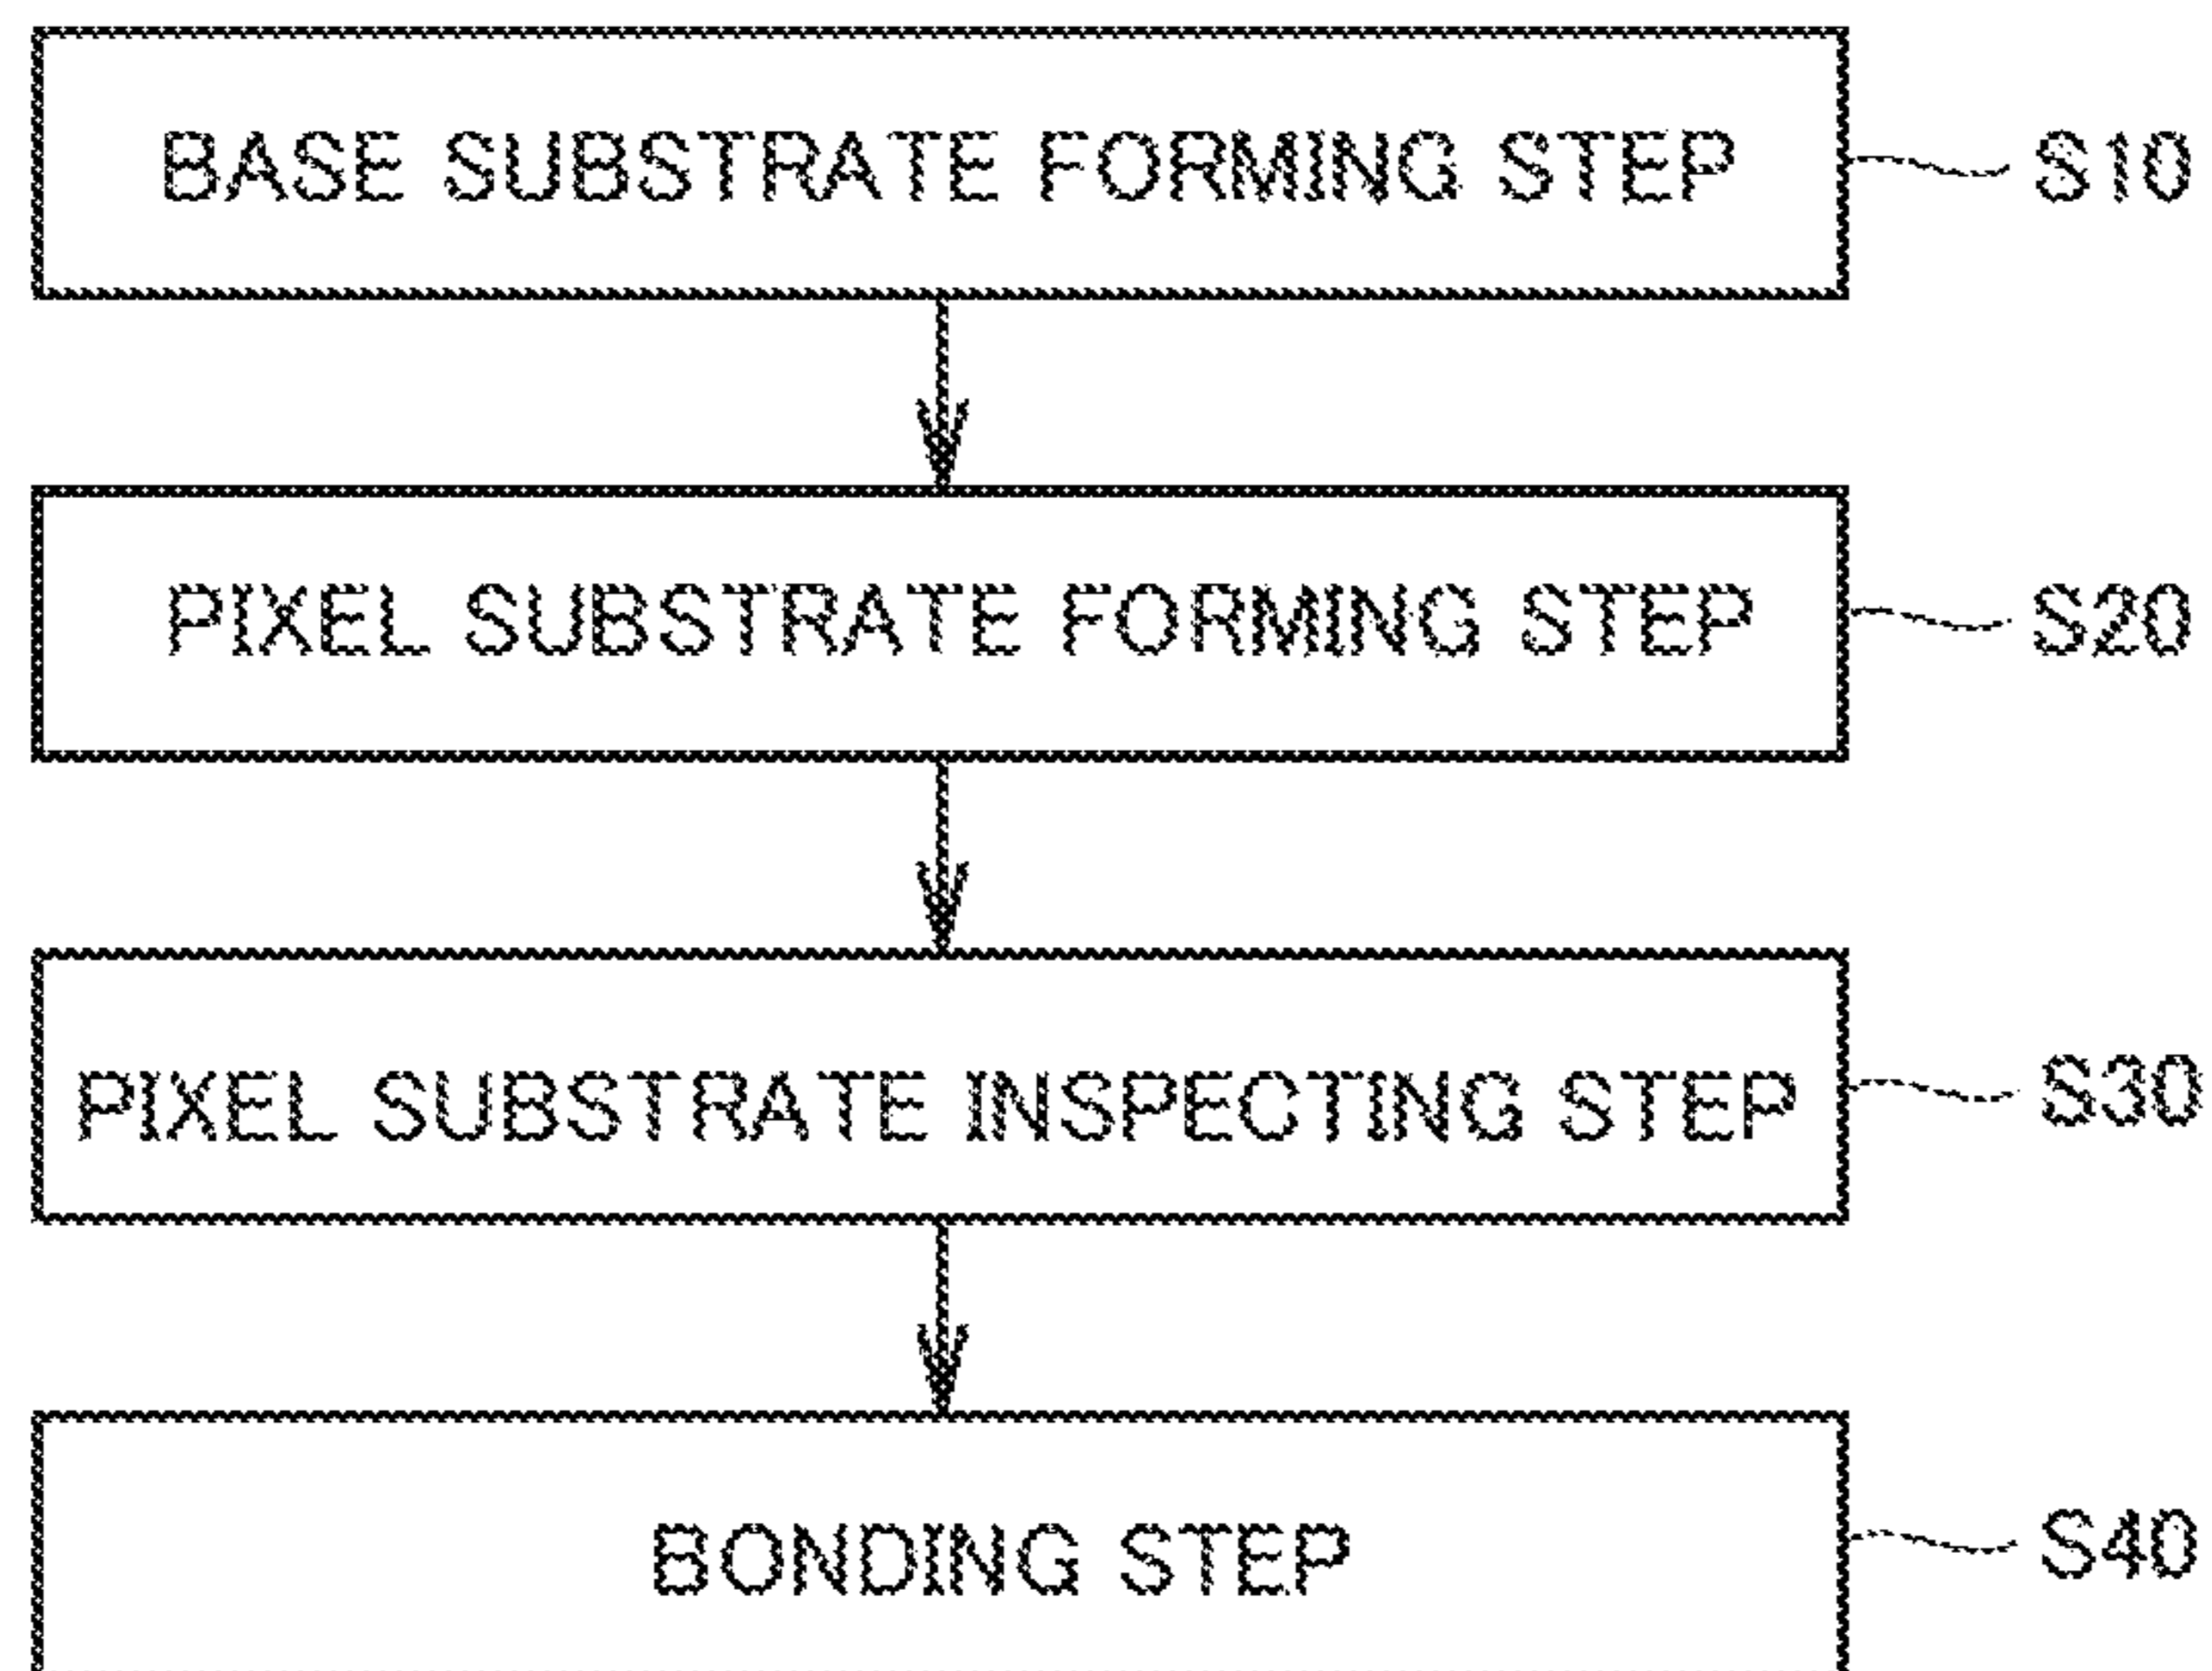 BASE SUBSTRATE FORMING STEP
S10
PIXEL SUBSTRATE FORMING STEP
S20
PIXEL SUBSTRATE INSPECTING STEP
S30
BONDING STEP
S40